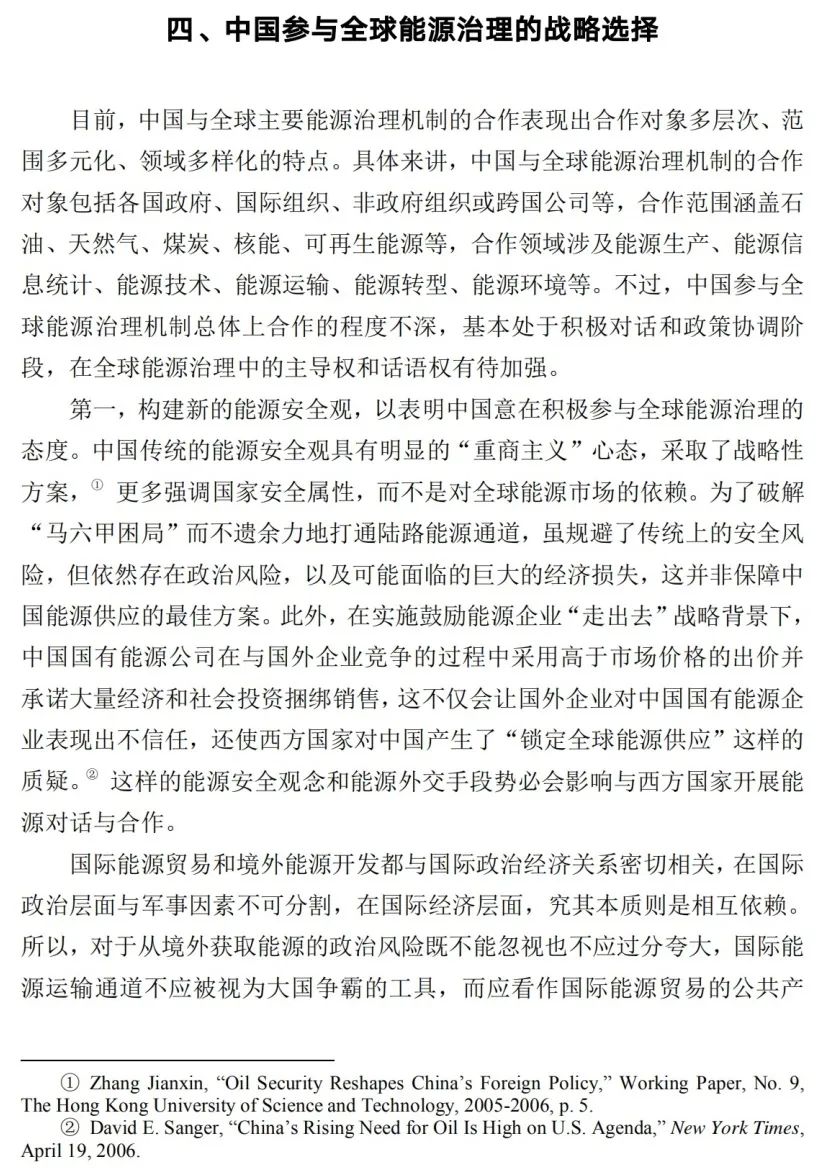 四、中国参与全球能源治理的战略选择
目前，中国与全球主要能源治理机制的合作表现出合作对象多层次、范
围多元化、领域多样化的特点。具体来讲，中国与全球能源治理机制的合作
对象包括各国政府、国际组织、非政府组织或跨国公司等，合作范围涵盖石
油、天然气、煤炭、核能、可再生能源等，合作领域涉及能源生产、能源信
息统计、能源技术、能源运输、能源转型、能源环境等。不过，中国参与全
球能源治理机制总体上合作的程度不深，基本处于积极对话和政策协调阶
段，在全球能源治理中的主导权和话语权有待加强。
第一，构建新的能源安全观，以表明中国意在积极参与全球能源治理的
态度。中国传统的能源安全观具有明显的“重商主义”心态，采取了战略性
方案，① 更多强调国家安全属性，而不是对全球能源市场的依赖。为了破解
“马六甲困局”而不遗余力地打通陆路能源通道，虽规避了传统上的安全风
险，但依然存在政治风险，以及可能面临的巨大的经济损失，这并非保障中
国能源供应的最佳方案。此外，在实施鼓励能源企业“走出去”战略背景下，
中国国有能源公司在与国外企业竞争的过程中采用高于市场价格的出价并
承诺大量经济和社会投资捆绑销售，这不仅会让国外企业对中国国有能源企
业表现出不信任，还使西方国家对中国产生了“锁定全球能源供应”这样的
质疑。② 这样的能源安全观念和能源外交手段势必会影响与西方国家开展能
源对话与合作。
国际能源贸易和境外能源开发都与国际政治经济关系密切相关，在国际
政治层面与军事因素不可分割，在国际经济层面，究其本质则是相互依赖。
所以，对于从境外获取能源的政治风险既不能忽视也不应过分夸大，国际能
源运输通道不应被视为大国争霸的工具，而应看作国际能源贸易的公共产
① Zhang Jianxin, “Oil Security Reshapes China’s Foreign Policy,” Working Paper, No. 9,
The Hong Kong University of Science and Technology, 2005-2006, p. 5.
② David E. Sanger, “China’s Rising Need for Oil Is High on U.S. Agenda,” New York Times,
April 19, 2006.